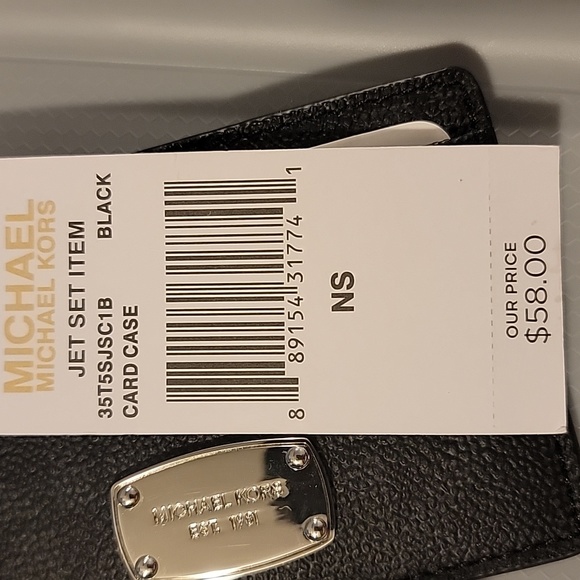 MICHAEL
MICHAEL KORS
JET SET ITEM
35T5SJSC1B BLACK
CARD CASE
8 89154 31774 1
NS
OUR PRICE
$58.00
MICHAEL KORS
EST. 1981